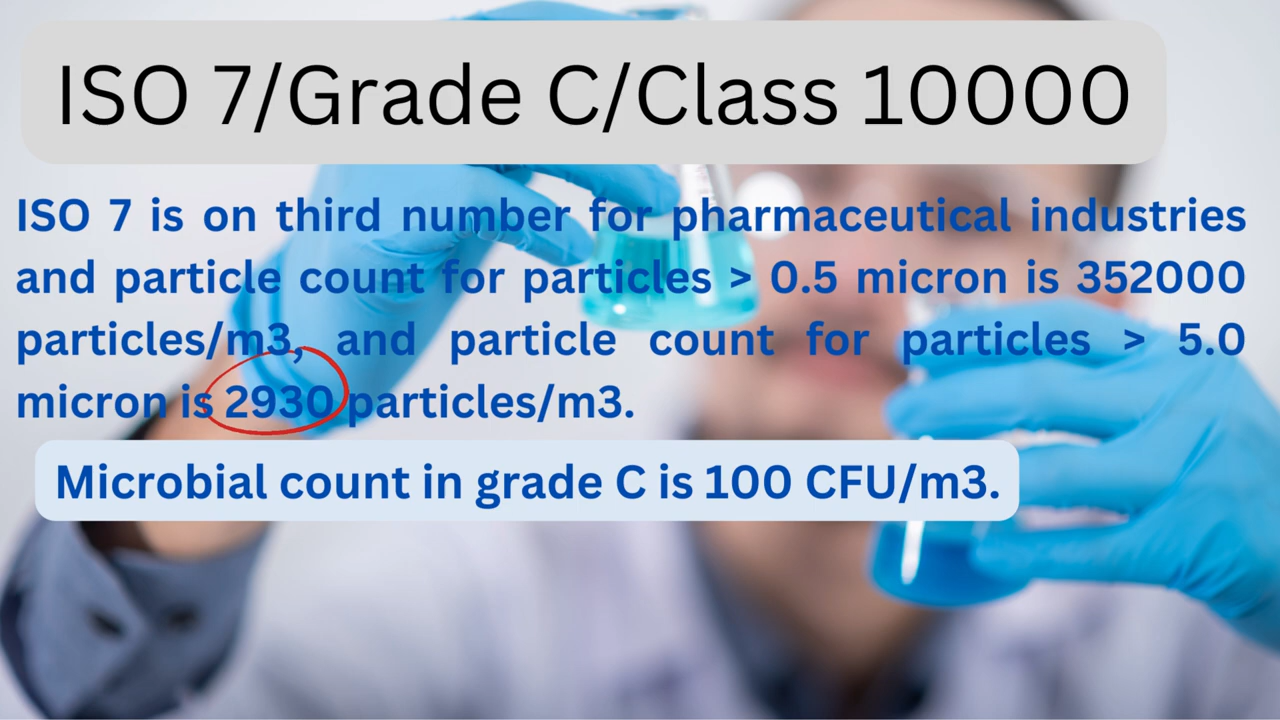 ISO 7/Grade C/Class 10000
ISO 7 is on third number for pharmaceutical industries
and particle count for particles > 0.5 micron is 352000
particles/m3, and particle count for particles > 5.0
micron is 2930 particles/m3.
Microbial count in grade C is 100 CFU/m3.